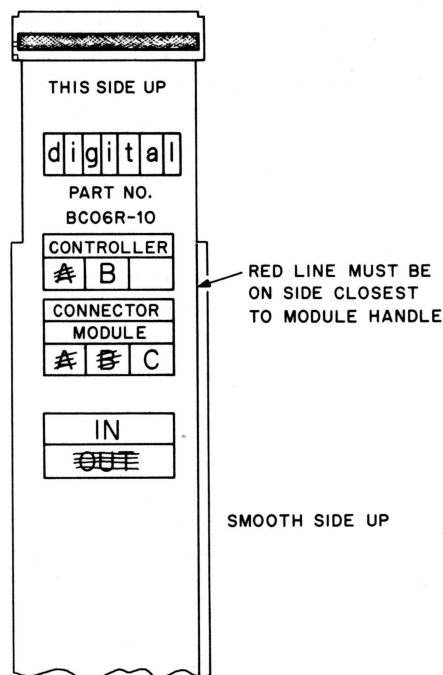 THIS SIDE UP
digital
PART NO.
BC06R-10
CONTROLLER
A B
CONNECTOR
MODULE
A B C
IN
OUT
RED LINE MUST BE
ON SIDE CLOSEST
TO MODULE HANDLE
SMOOTH SIDE UP